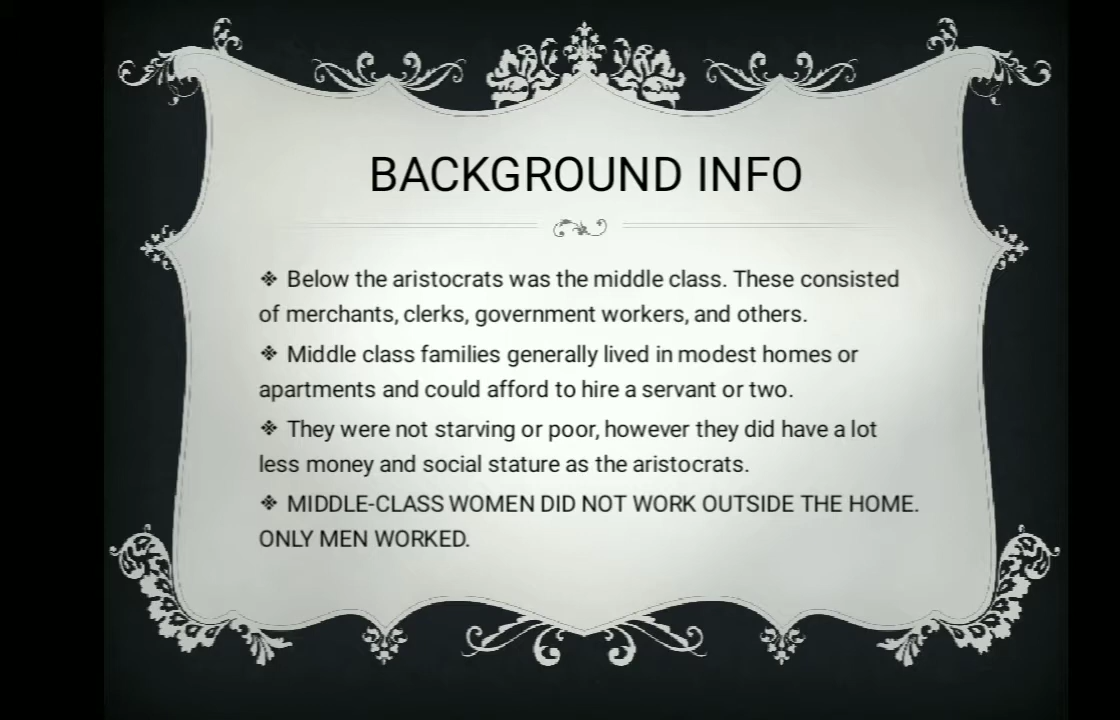 BACKGROUND INFO
❖ Below the aristocrats was the middle class. These consisted
of merchants, clerks, government workers, and others.
❖ Middle class families generally lived in modest homes or
apartments and could afford to hire a servant or two.
❖ They were not starving or poor, however they did have a lot
less money and social stature as the aristocrats.
❖ MIDDLE-CLASS WOMEN DID NOT WORK OUTSIDE THE HOME.
ONLY MEN WORKED.